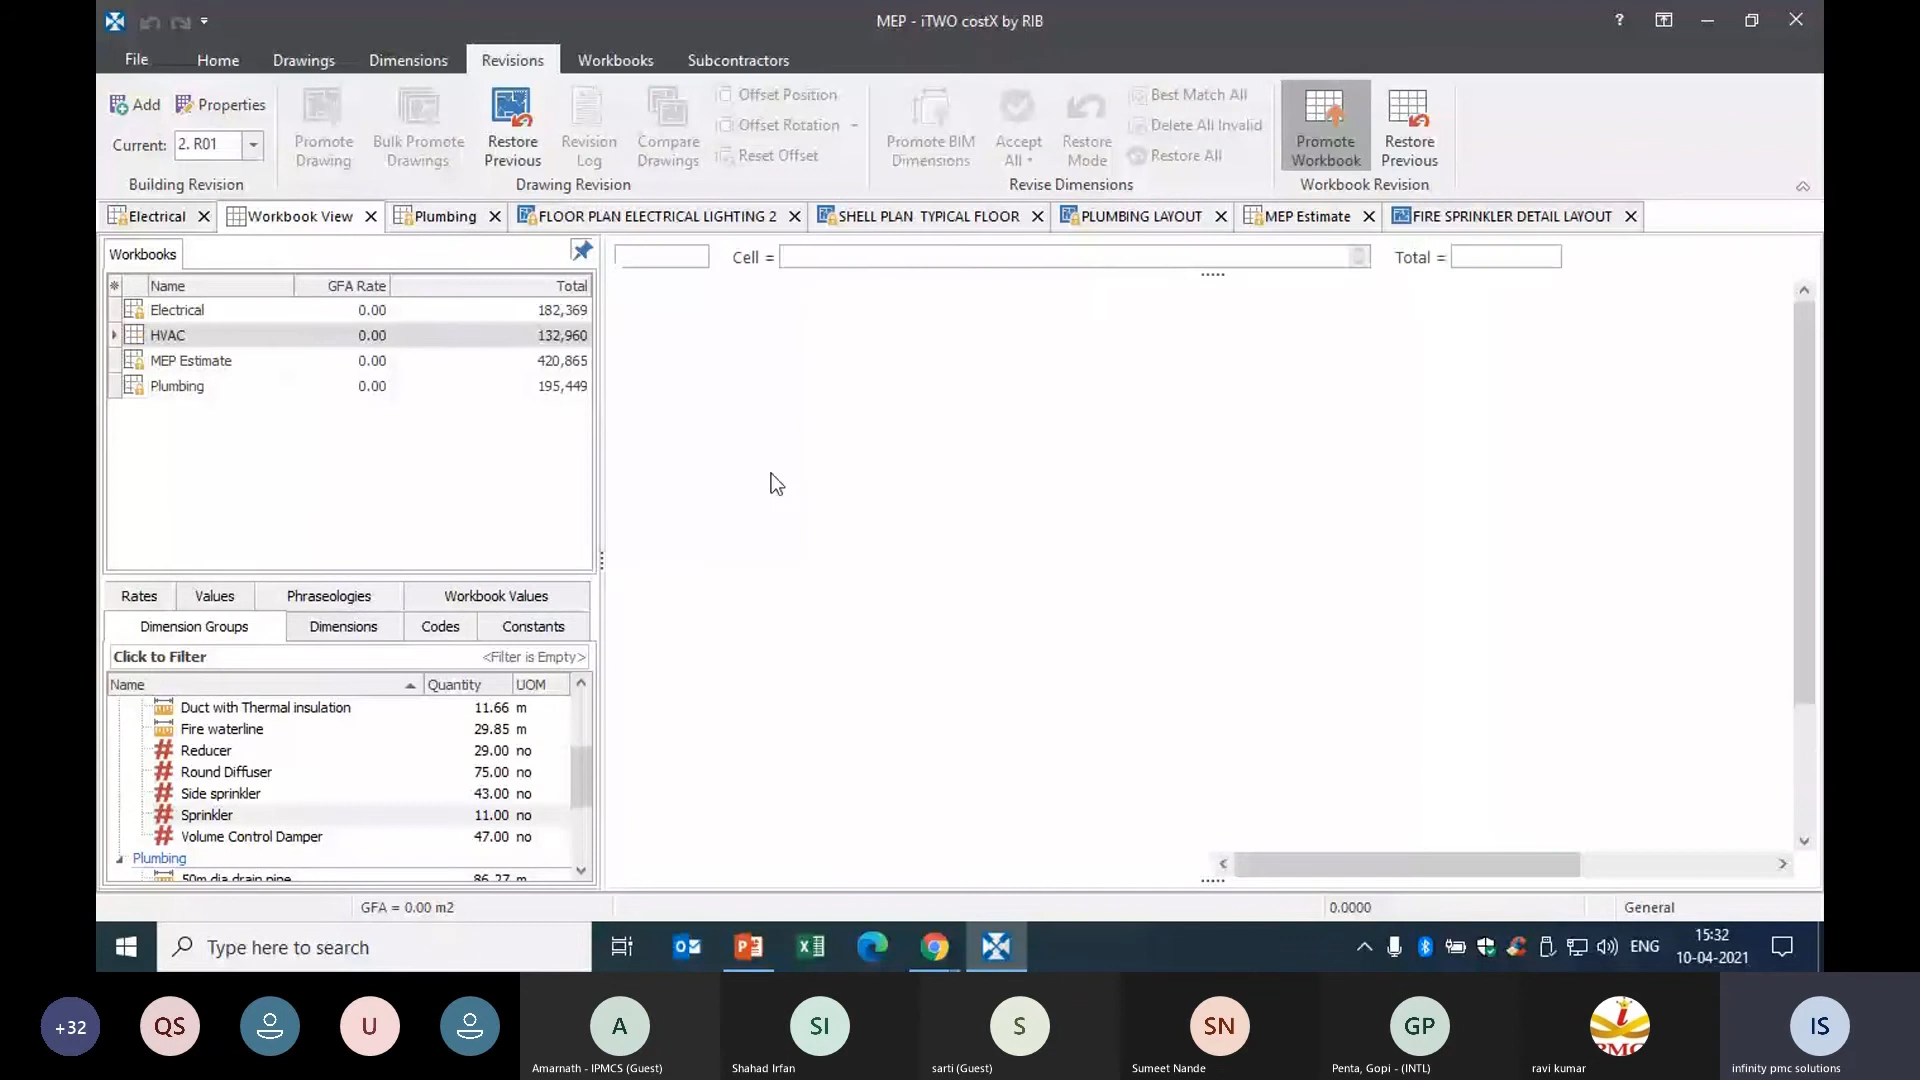 MEP - iTWO costX by RIB
?
File Home Drawings Dimensions Revisions Workbooks Subcontractors
Add Properties
Current: 2. R01
Building Revision
Promote Drawing
Bulk Promote Drawings
Restore Previous
Revision Log
Compare Drawings
Offset Position
Offset Rotation
Reset Offset
Drawing Revision
Promote BIM Dimensions
Accept All
Restore Mode
Best Match All
Delete All Invalid
Restore All
Revise Dimensions
Promote Workbook
Restore Previous
Workbook Revision
Electrical Workbook View Plumbing FLOOR PLAN ELECTRICAL LIGHTING 2 SHELL PLAN TYPICAL FLOOR PLUMBING LAYOUT MEP Estimate FIRE SPRINKLER DETAIL LAYOUT
Workbooks
Cell = Total =
Name GFA Rate Total
Electrical 0.00 182,369
HVAC 0.00 132,960
MEP Estimate 0.00 420,865
Plumbing 0.00 195,449
Rates Values Phraseologies Workbook Values
Dimension Groups Dimensions Codes Constants
Click to Filter <Filter is Empty>
Name Quantity UOM
Duct with Thermal insulation 11.66 m
Fire waterline 29.85 m
Reducer 29.00 no
Round Diffuser 75.00 no
Side sprinkler 43.00 no
Sprinkler 11.00 no
Volume Control Damper 47.00 no
Plumbing
50m dia drain pipe 86.27 m
GFA = 0.00 m2 0.0000 General
Type here to search
ENG
15:32
10-04-2021
+32 QS U A SI S SN GP IS
Amarnath - IPMCS (Guest) Shahad Irfan sarti (Guest) Sumeet Nande Penta, Gopi - (INTL) ravi kumar infinity pmc solutions